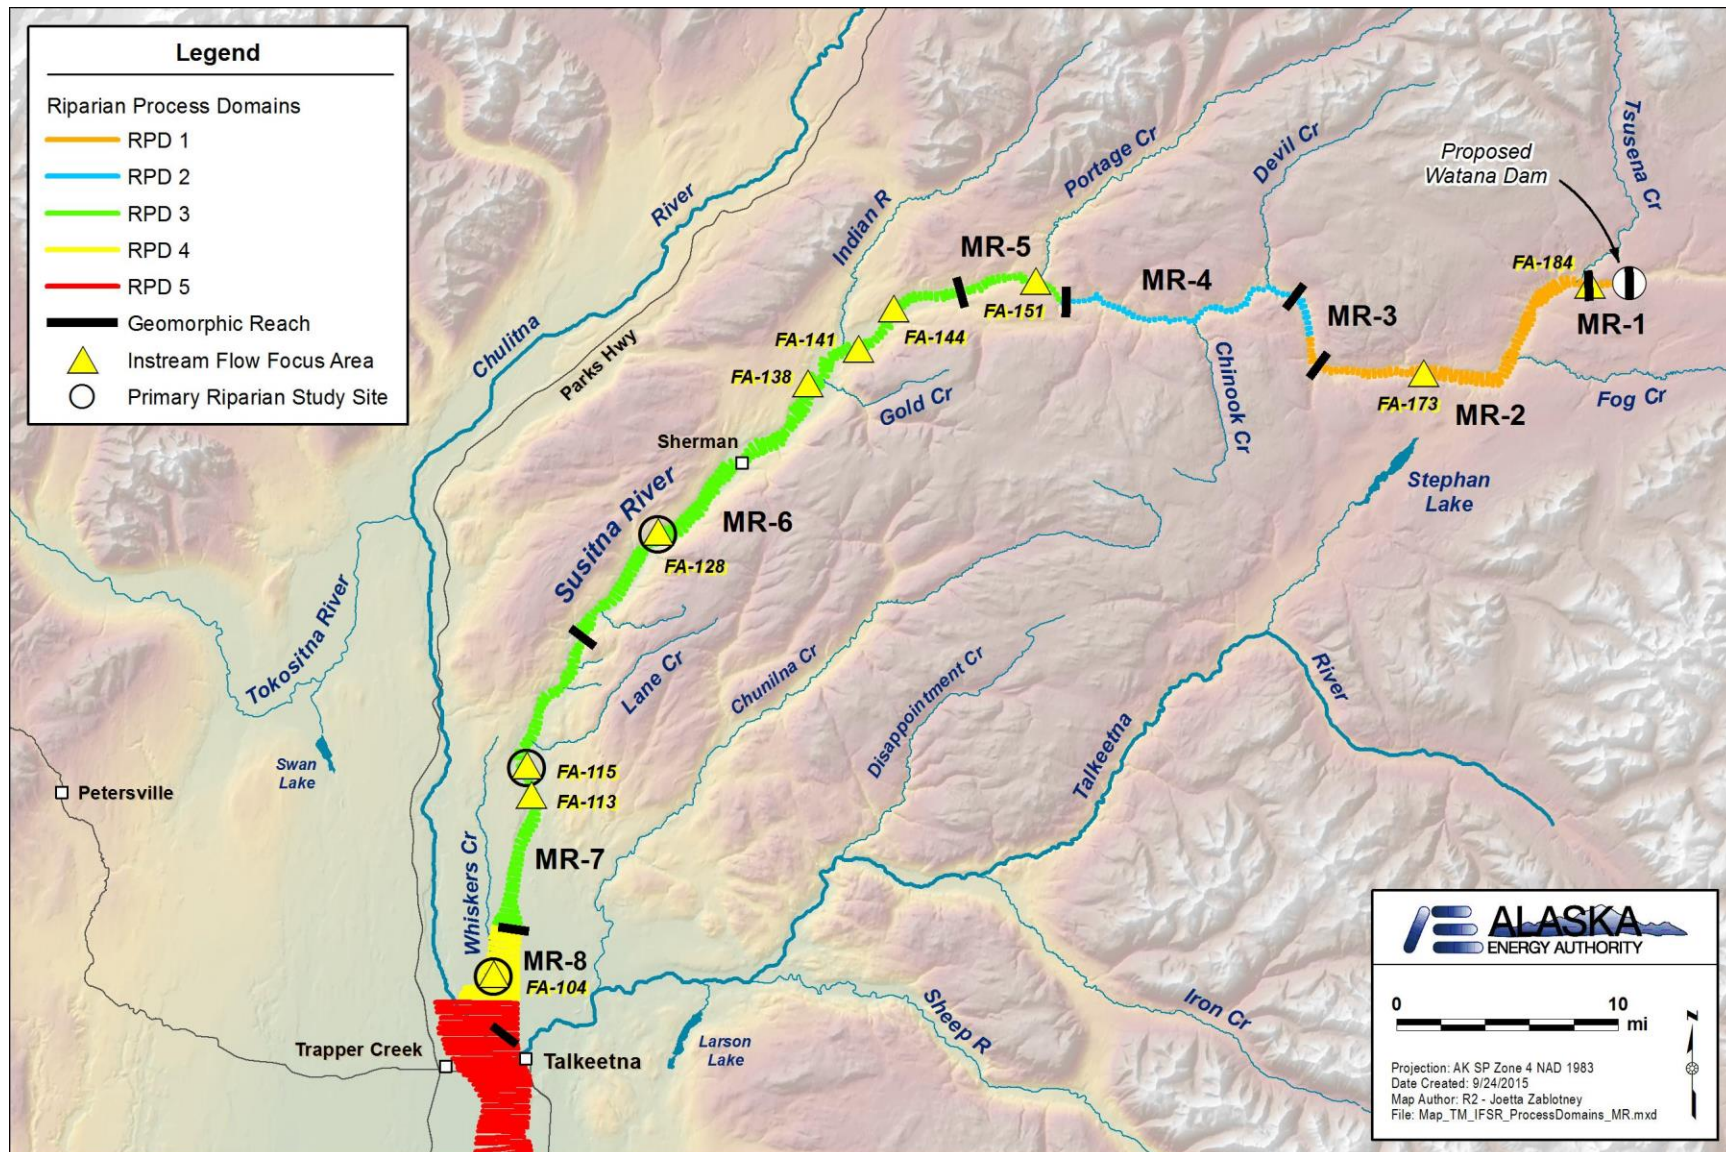 Legend
Riparian Process Domains
RPD 1
RPD 2
RPD 3
RPD 4
RPD 5
Geomorphic Reach
Instream Flow Focus Area
Primary Riparian Study Site
Chulitna
River
Parks Hwy
Indian R
Portage Cr
Devil Cr
Tsusena Cr
Proposed
Watana Dam
FA-184
MR-1
MR-5
MR-4
MR-3
FA-151
FA-141
FA-144
FA-138
Gold Cr
Chinook Cr
FA-173
MR-2
Fog Cr
Sherman
Stephan
Lake
Susitna River
MR-6
FA-128
Tokositna River
Lane Cr
Chunilna Cr
Disappointment Cr
Talkeetna
River
Swan
Lake
Petersville
FA-115
FA-113
Whiskers Cr
MR-7
MR-8
FA-104
Sheep R
Iron Cr
Larson
Lake
Trapper Creek
Talkeetna
ALASKA
ENERGY AUTHORITY
0 10
mi
N
Projection: AK SP Zone 4 NAD 1983
Date Created: 9/24/2015
Map Author: R2 - Joetta Zablotney
File: Map_TM_IFSR_ProcessDomains_MR.mxd